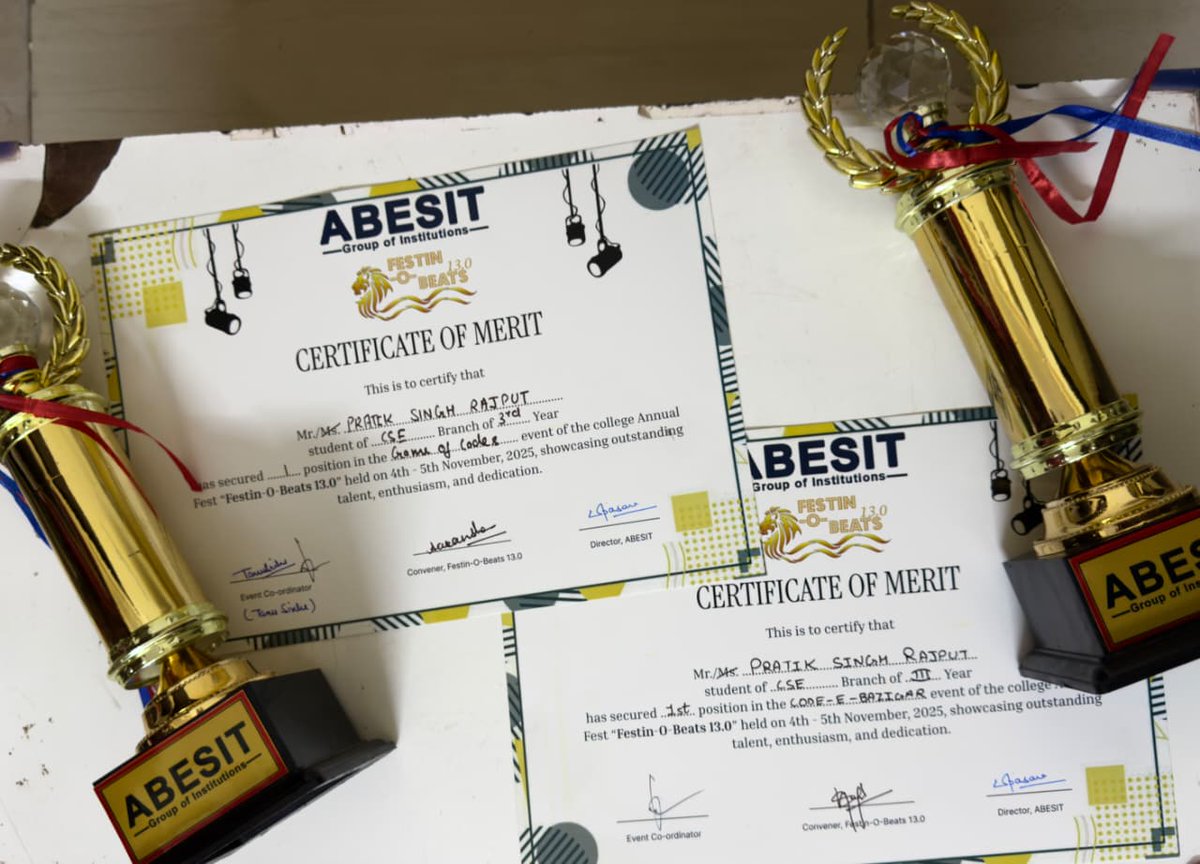 ABESIT
Group of Institutions
FESTIN
-O- 13.0
BEATS
CERTIFICATE OF MERIT
This is to certify that
Mr./Ms. PRATIK SINGH RAJPUT
student of CSE Branch of 3rd Year
has secured 1 position in the Game of Codes event of the college Annual
Fest "Festin-O-Beats 13.0" held on 4th - 5th November, 2025, showcasing outstanding
talent, enthusiasm, and dedication.
Event Co-ordinator
Convener, Festin-O-Beats 13.0
Director, ABESIT
ABESIT
Group of Institutions
FESTIN
-O- 13.0
BEATS
CERTIFICATE OF MERIT
This is to certify that
Mr./Ms. PRATIK SINGH RAJPUT
student of CSE Branch of III Year
has secured 1st position in the CODE-E-BAZIGAR event of the college
Fest "Festin-O-Beats 13.0" held on 4th - 5th November, 2025, showcasing outstanding
talent, enthusiasm, and dedication.
Event Co-ordinator
Convener, Festin-O-Beats 13.0
Director, ABESIT
ABESIT
Group of Institutions
ABES
Group of Ins